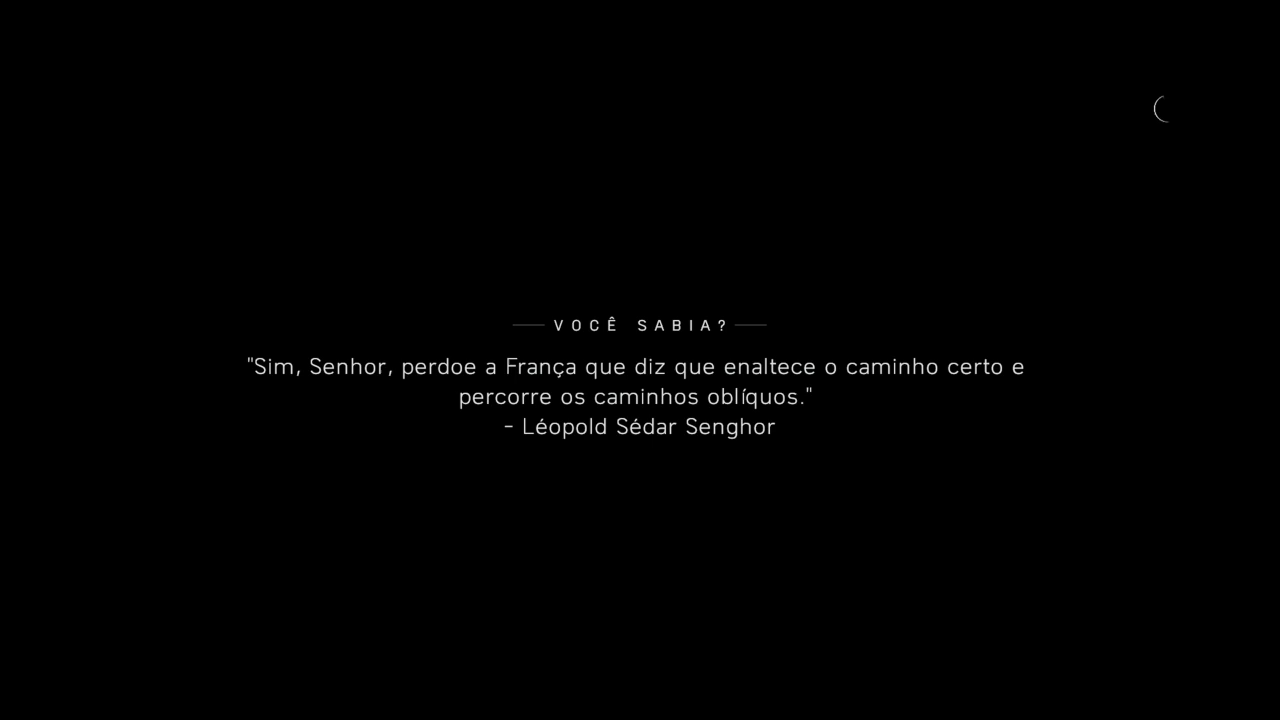 VOCÊ SABIA?
"Sim, Senhor, perdoe a França que diz que enaltece o caminho certo e
percorre os caminhos oblíquos."
- Léopold Sédar Senghor